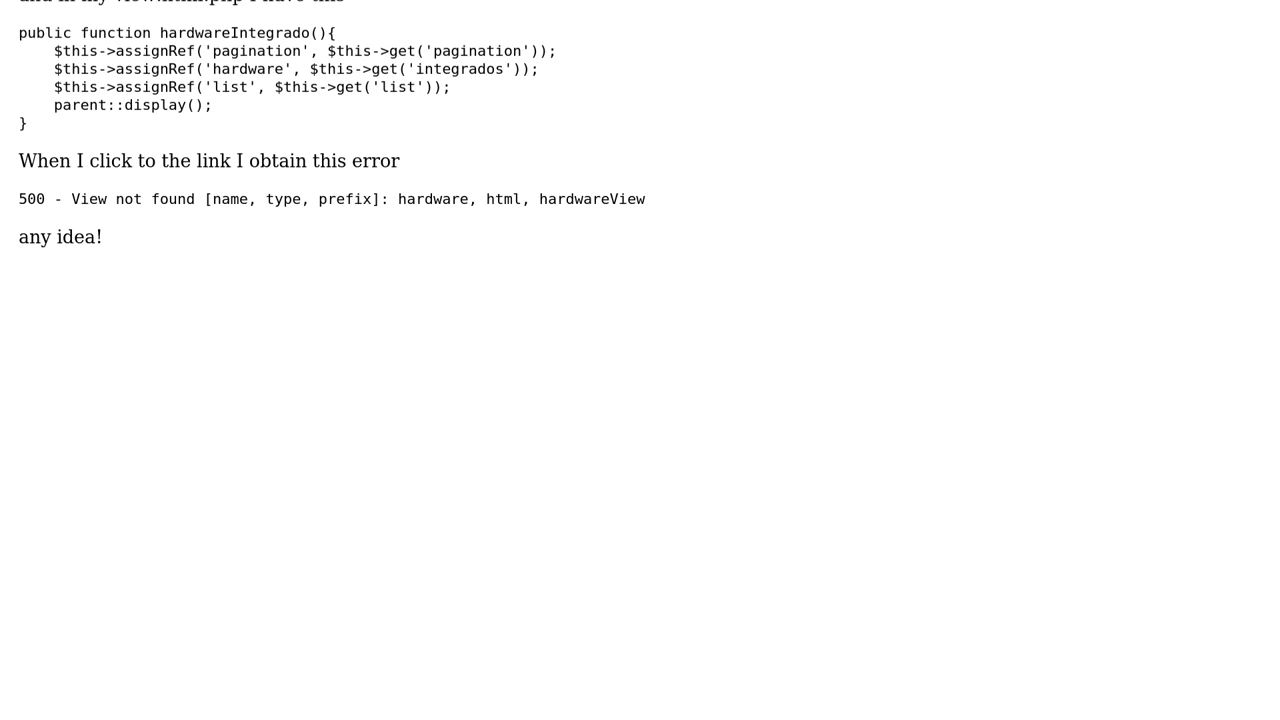 public function hardwareIntegrado(){
    $this->assignRef('pagination', $this->get('pagination'));
    $this->assignRef('hardware', $this->get('integrados'));
    $this->assignRef('list', $this->get('list'));
    parent::display();
}
When I click to the link I obtain this error
500 - View not found [name, type, prefix]: hardware, html, hardwareView
any idea!